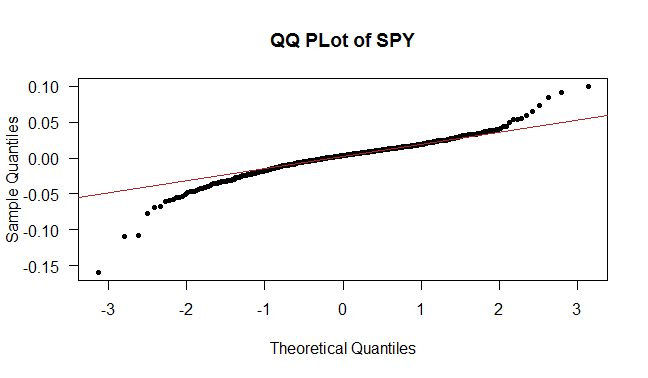 QQ PLot of SPY
Sample Quantiles
0.10
0.05
0.00
-0.05
-0.10
-0.15
-3 -2 -1 0 1 2 3
Theoretical Quantiles